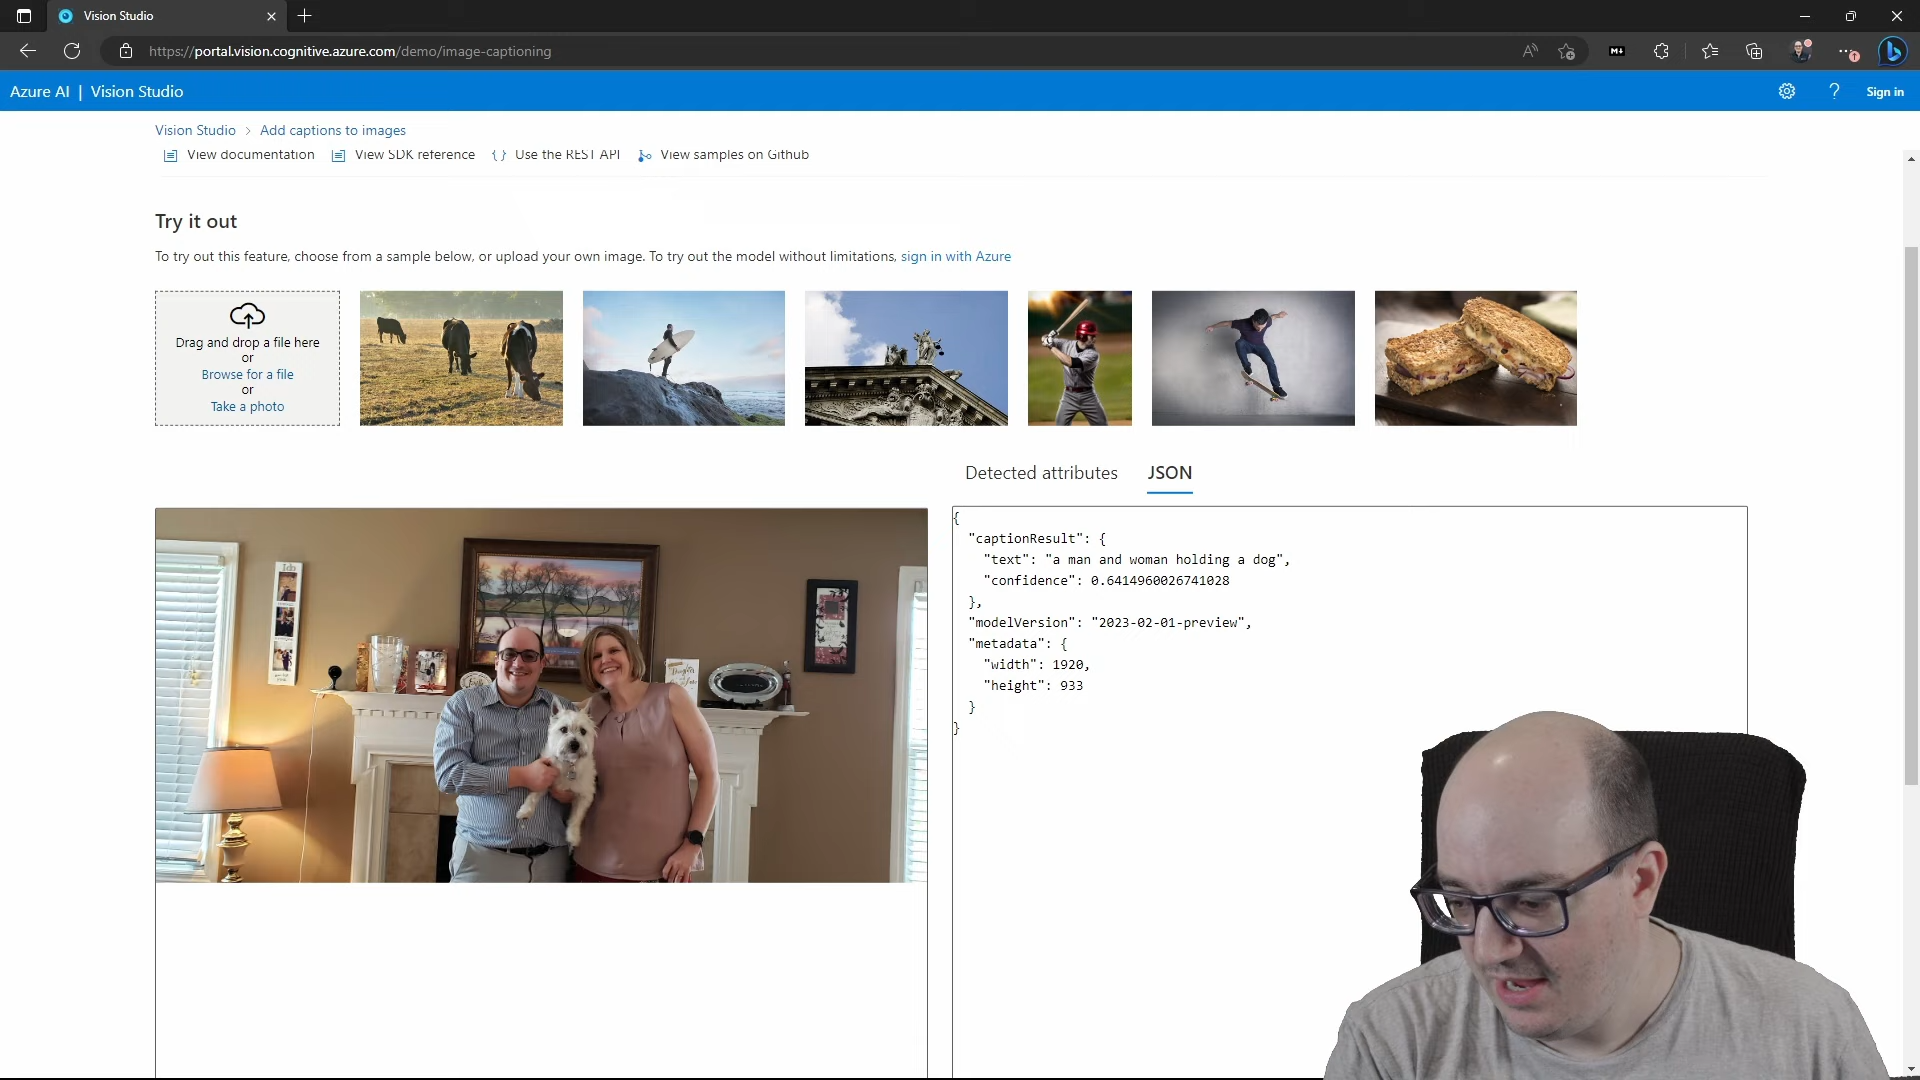 Vision Studio
https://portal.vision.cognitive.azure.com/demo/image-captioning
Azure AI | Vision Studio
Sign in
Vision Studio > Add captions to images
View documentation
View SDK reference
Use the REST API
View samples on Github
Try it out
To try out this feature, choose from a sample below, or upload your own image. To try out the model without limitations, sign in with Azure
Drag and drop a file here
or
Browse for a file
or
Take a photo
Detected attributes
JSON
{
"captionResult": {
"text": "a man and woman holding a dog",
"confidence": 0.6414960026741028
},
"modelVersion": "2023-02-01-preview",
"metadata": {
"width": 1920,
"height": 933
}
}